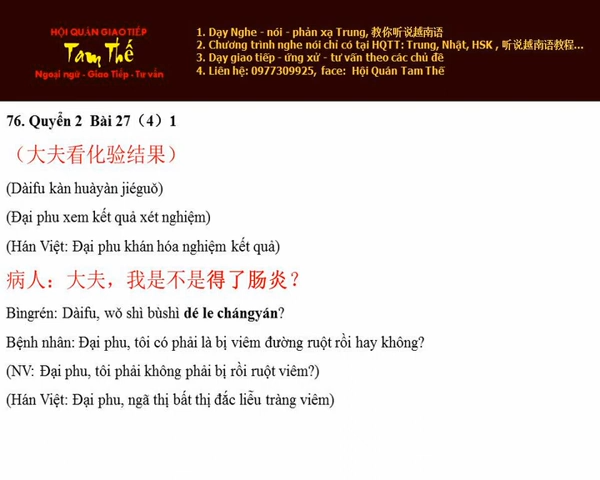 HỘI QUÁN GIAO TIẾP
Tam Thế
Ngoại ngữ - Giao Tiếp - Tư vấn
1. Dạy Nghe - nói - phản xạ Trung, 教你听说越南语
2. Chương trình nghe nói chỉ có tại HQTT: Trung, Nhật, HSK , 听说越南语教程...
3. Dạy giao tiếp - ứng xử - tư vấn theo các chủ đề
4. Liên hệ: 0977309925, face:  Hội Quán Tam Thế
76. Quyển 2  Bài 27（4）1
（大夫看化验结果）
(Dàifu kàn huàyàn jiéguǒ)
(Đại phu xem kết quả xét nghiệm)
(Hán Việt: Đại phu khán hóa nghiệm kết quả)
病人：大夫，我是不是得了肠炎？
Bìngrén: Dàifu, wǒ shì bùshì dé le chángyán?
Bệnh nhân: Đại phu, tôi có phải là bị viêm đường ruột rồi hay không?
(NV: Đại phu, tôi phải không phải bị rồi ruột viêm?)
(Hán Việt: Đại phu, ngã thị bất thị đắc liễu tràng viêm)